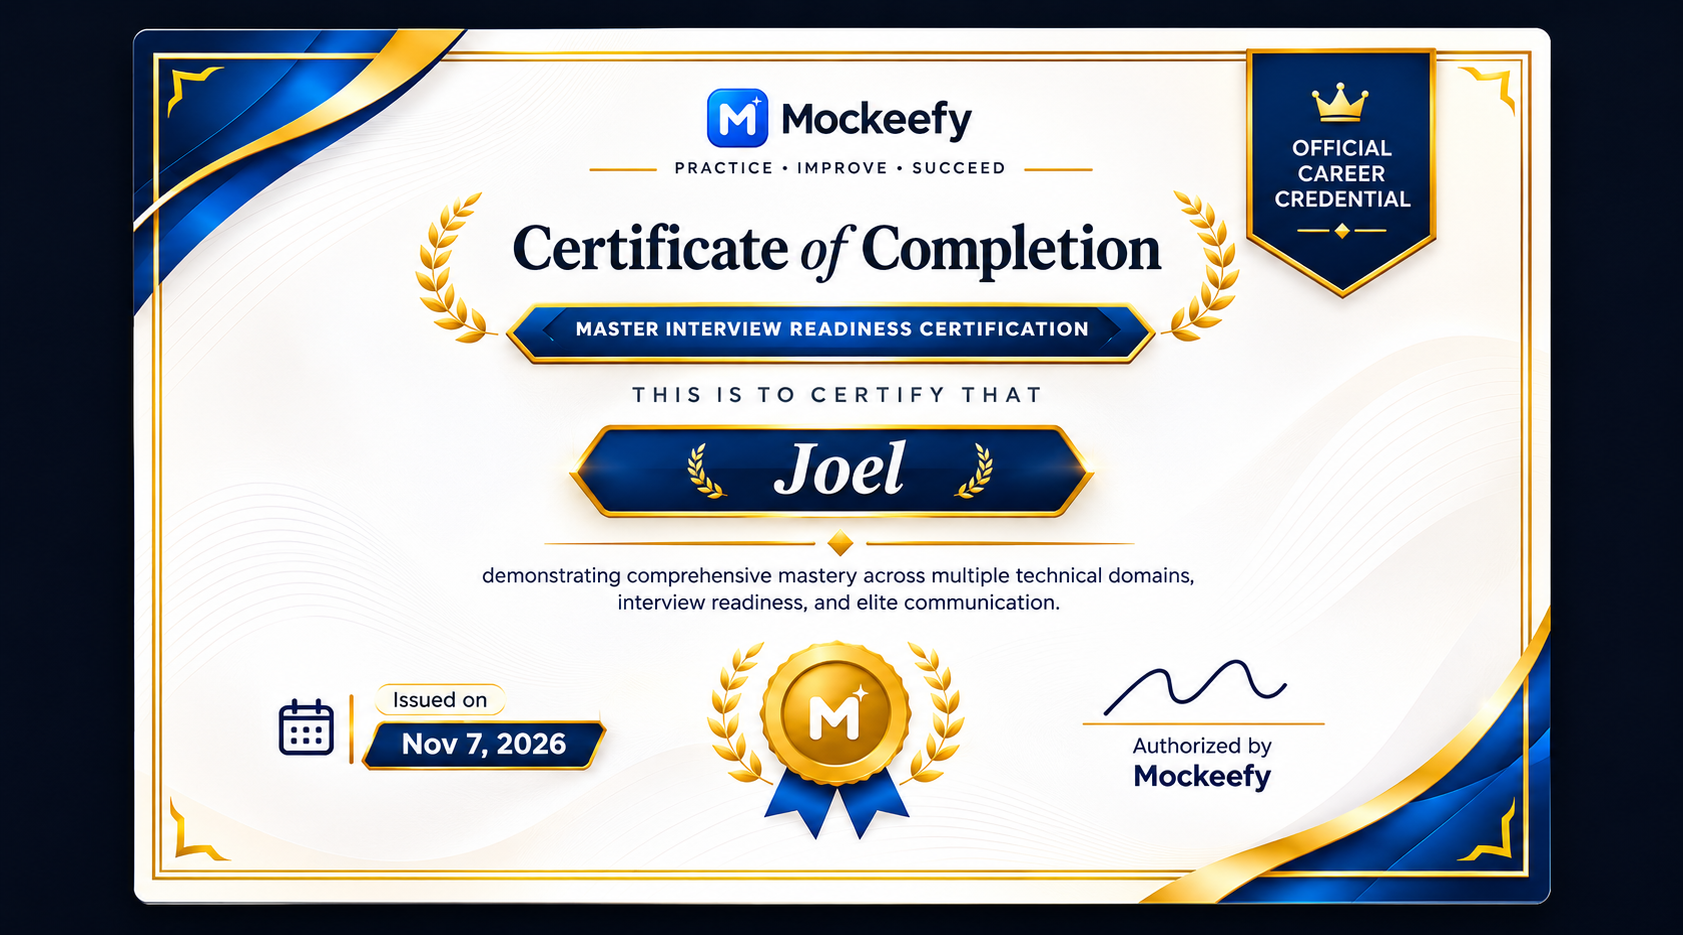 M Mockeefy
PRACTICE • IMPROVE • SUCCEED
OFFICIAL
CAREER
CREDENTIAL
Certificate of Completion
MASTER INTERVIEW READINESS CERTIFICATION
THIS IS TO CERTIFY THAT
Joel
demonstrating comprehensive mastery across multiple technical domains,
interview readiness, and elite communication.
Issued on
Nov 7, 2026
M
Authorized by
Mockeefy